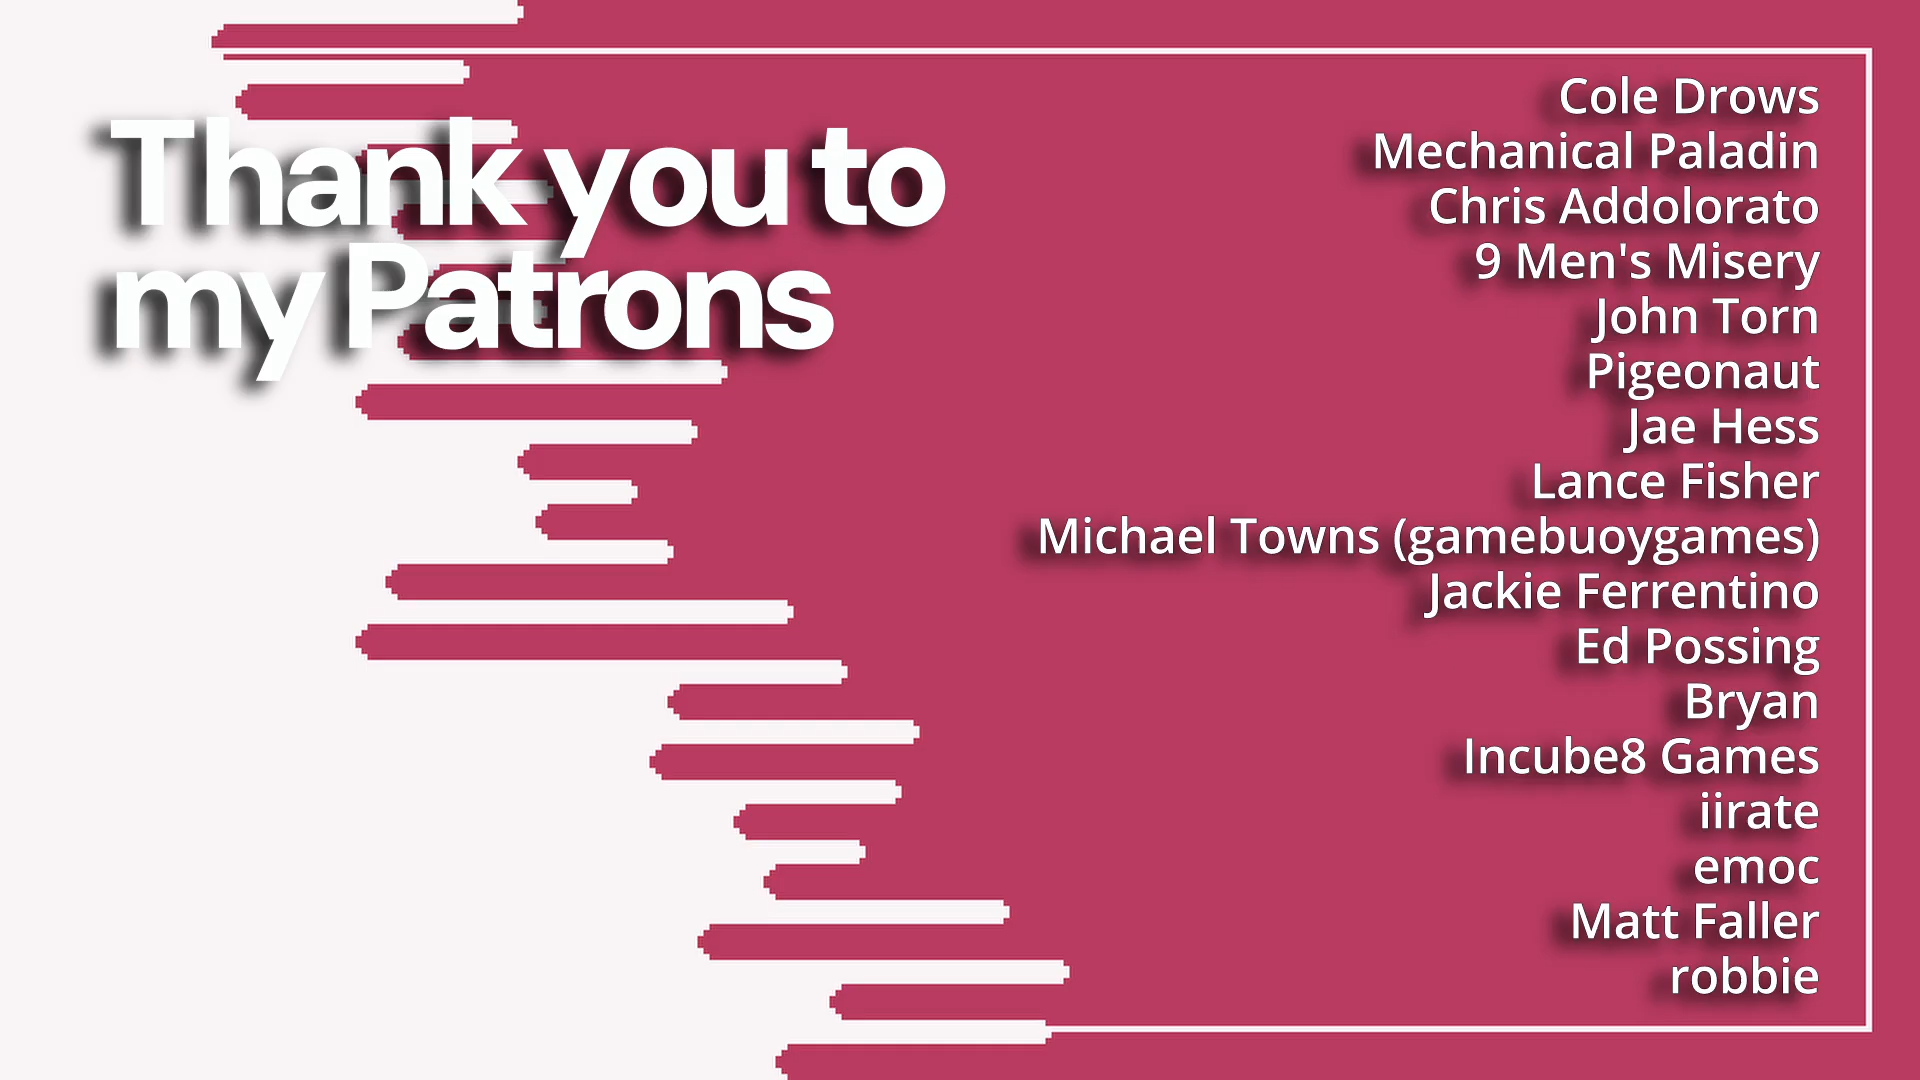 Thank you to
my Patrons
Cole Drows
Mechanical Paladin
Chris Addolorato
9 Men's Misery
John Torn
Pigeonaut
Jae Hess
Lance Fisher
Michael Towns (gamebuoygames)
Jackie Ferrentino
Ed Possing
Bryan
Incube8 Games
iirate
emoc
Matt Faller
robbie